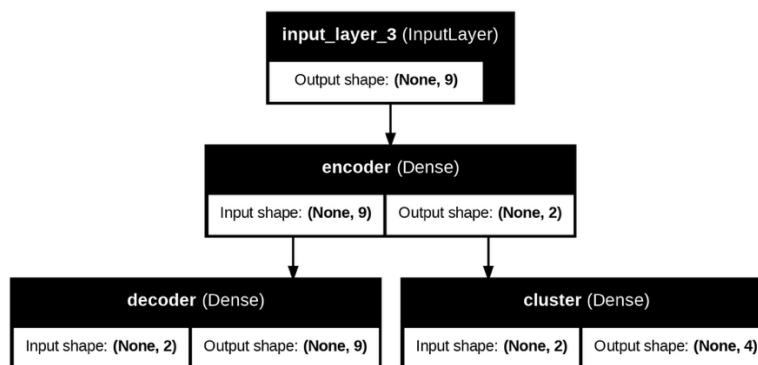 input_layer_3 (InputLayer)
Output shape: (None, 9)
encoder (Dense)
Input shape: (None, 9) Output shape: (None, 2)
decoder (Dense) cluster (Dense)
Input shape: (None, 2) Output shape: (None, 9) Input shape: (None, 2) Output shape: (None, 4)